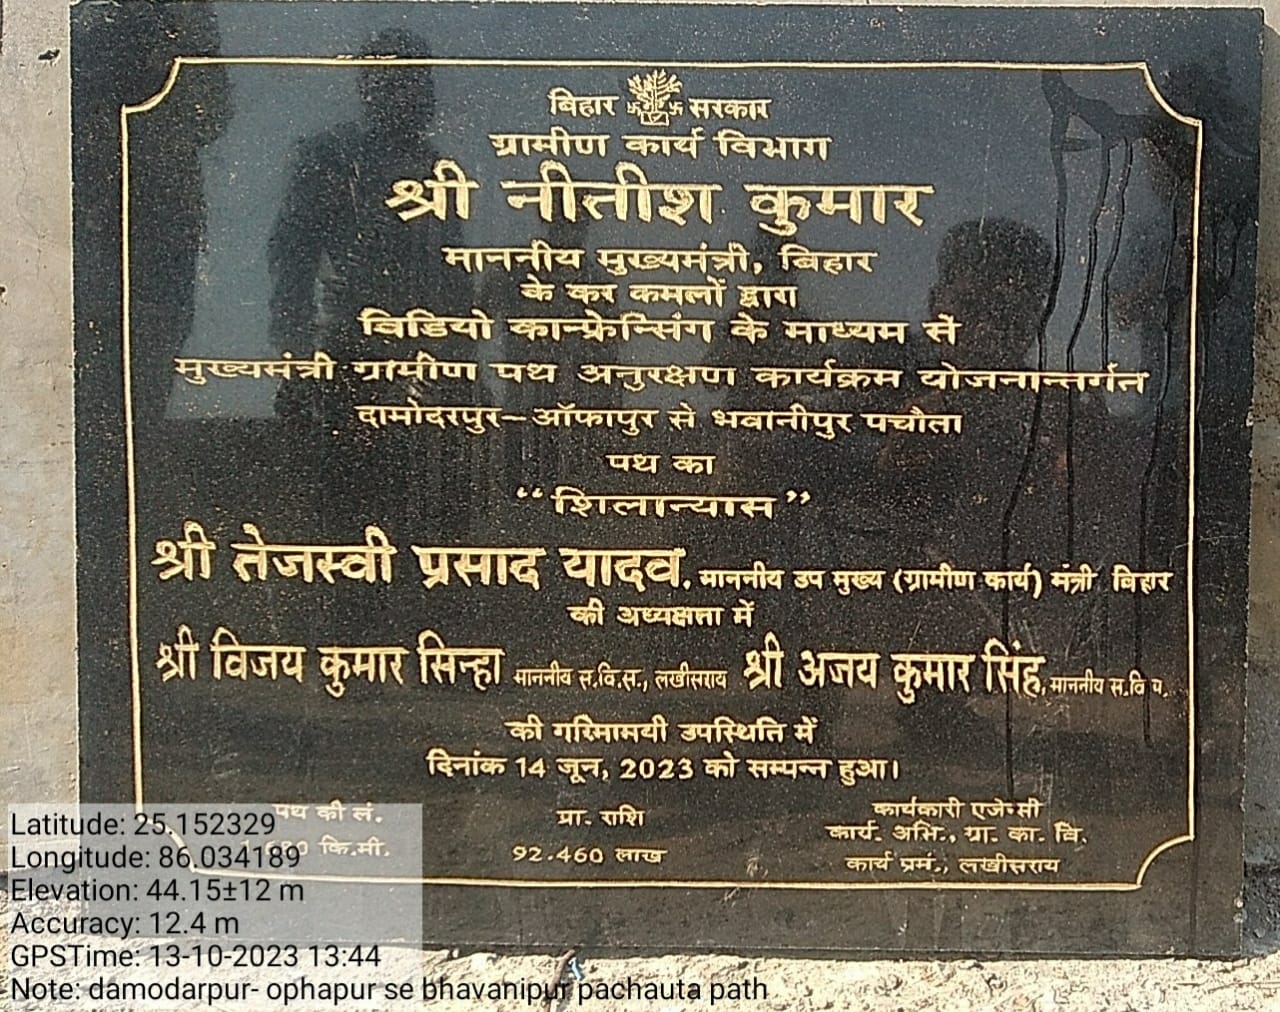 बिहार सरकार
ग्रामीण कार्य विभाग
श्री नीतीश कुमार
माननीय मुख्यमंत्री, बिहार
के कर कमलों द्वारा
विडियो कान्फ्रेन्सिंग के माध्यम से
मुख्यमंत्री ग्रामीण पथ अनुरक्षण कार्यक्रम योजनान्तर्गत
दामोदरपुर-ऑफापुर से भवानीपुर पचौता
पथ का
“शिलान्यास”
श्री तेजस्वी प्रसाद यादव, माननीय उप मुख्य (ग्रामीण कार्य) मंत्री बिहार
की अध्यक्षता में
श्री विजय कुमार सिन्हा माननीय स.वि.स., लखीसराय श्री अजय कुमार सिंह, माननीय स.वि प.
की गरिमामयी उपस्थिति में
दिनांक 14 जून, 2023 को सम्पन्न हुआ।
पथ की लं.
कि.मी.
प्रा. राशि
92.460 लाख
कार्यकारी एजेन्सी
कार्य. अभि., ग्रा. का. वि.
कार्य प्रमं., लखीसराय
Latitude: 25.152329
Longitude: 86.034189
Elevation: 44.15±12 m
Accuracy: 12.4 m
GPSTime: 13-10-2023 13:44
Note: damodarpur- ophapur se bhavanipur pachauta path